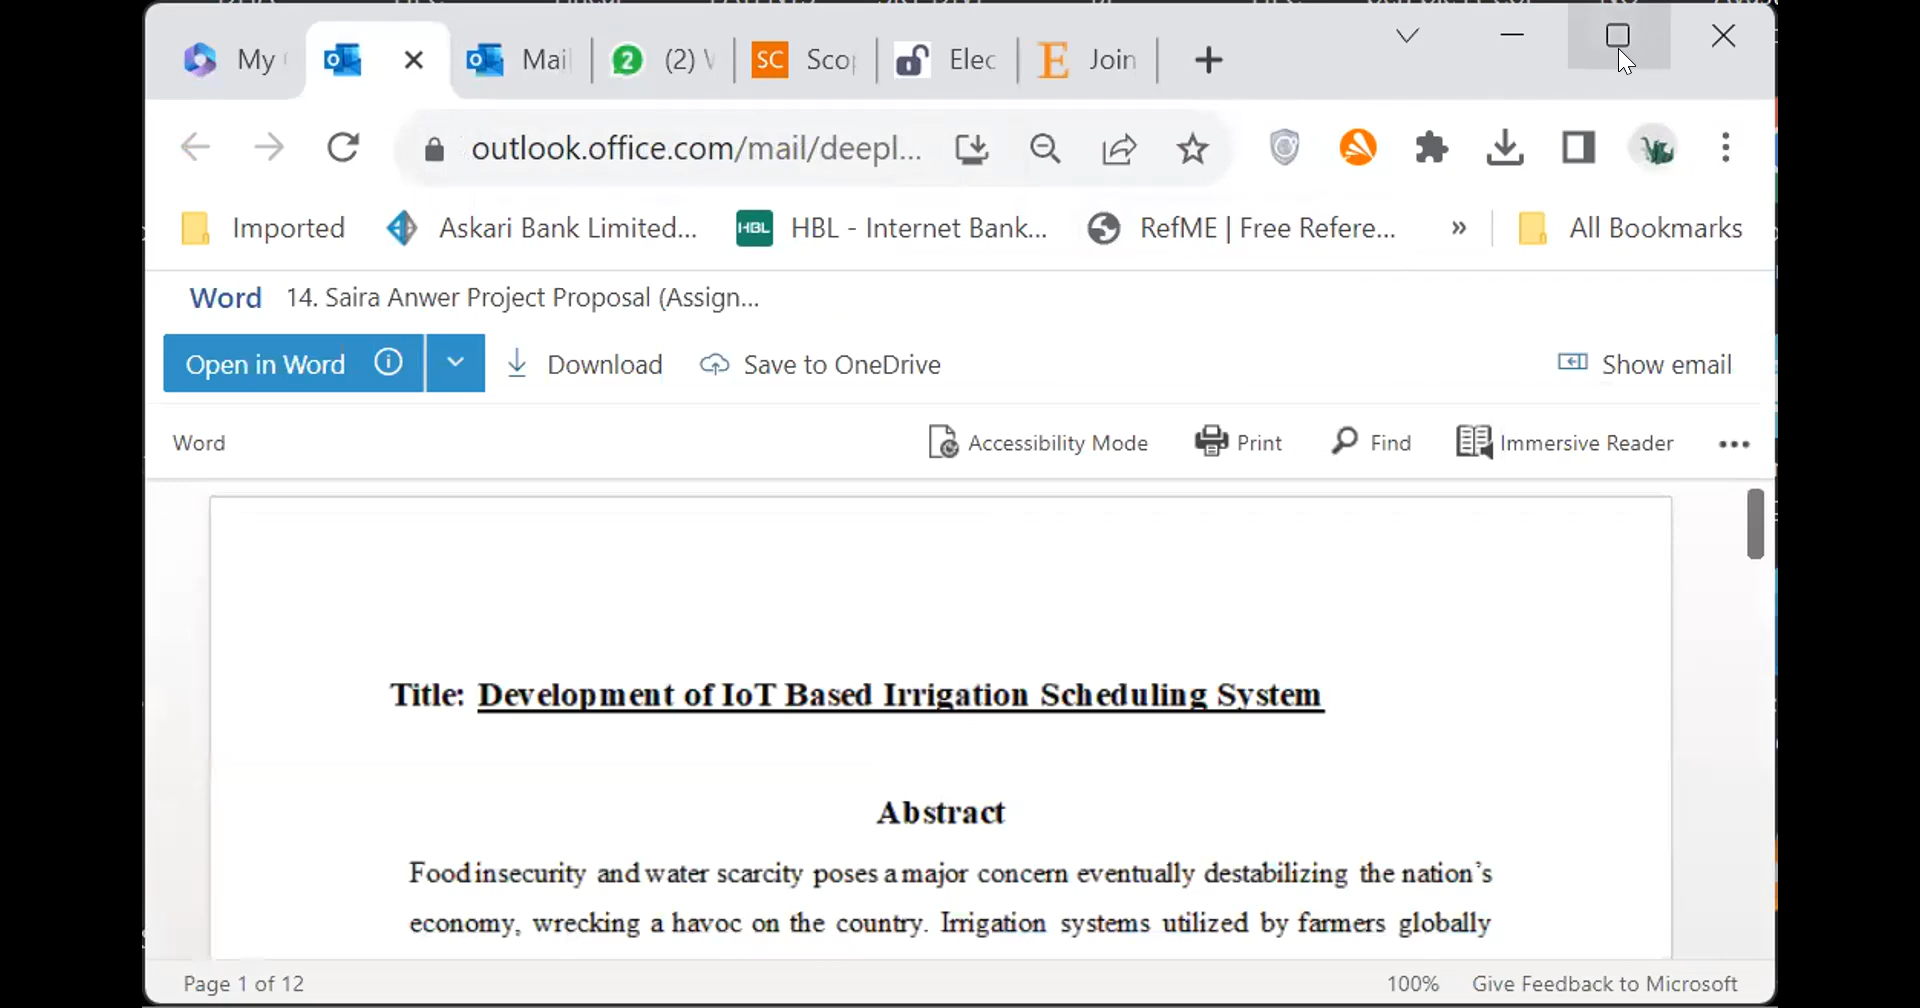 My
Mail
2 (2)
SC Sco
Elec
E Join
outlook.office.com/mail/deepl...
Imported
Askari Bank Limited...
HBL HBL - Internet Bank...
RefME | Free Refere...
»
All Bookmarks
Word 14. Saira Anwer Project Proposal (Assign...
Open in Word
Download
Save to OneDrive
Show email
Word
Accessibility Mode
Print
Find
Immersive Reader
Title: Development of IoT Based Irrigation Scheduling System
Abstract
Food insecurity and water scarcity poses a major concern eventually destabilizing the nation’s
economy, wrecking a havoc on the country. Irrigation systems utilized by farmers globally
Page 1 of 12
100%
Give Feedback to Microsoft